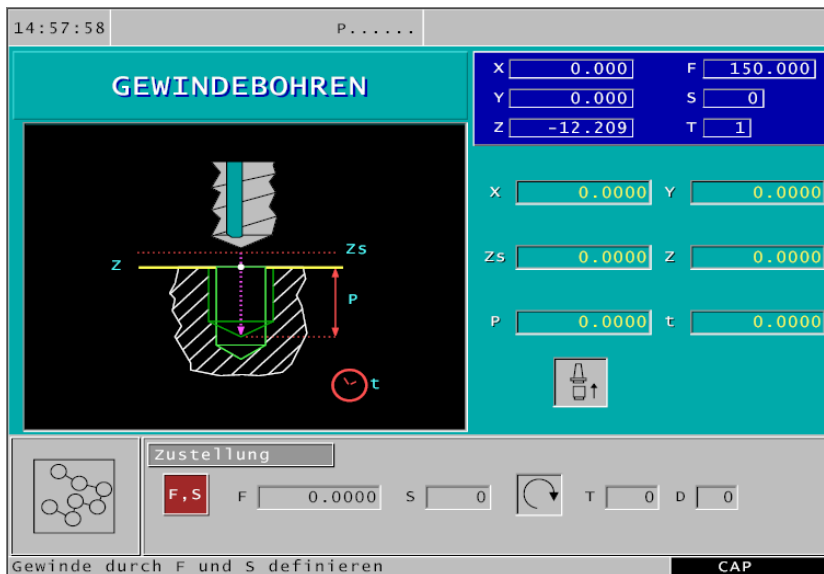 14:57:58 P......
GEWINDEBOHREN
X 0.000 F 150.000
Y 0.000 S 0
Z -12.209 T 1
Zs
Z
P
t
X 0.0000 Y 0.0000
Zs 0.0000 Z 0.0000
P 0.0000 t 0.0000
Zustellung
F,S F 0.0000 S 0 T 0 D 0
Gewinde durch F und S definieren CAP